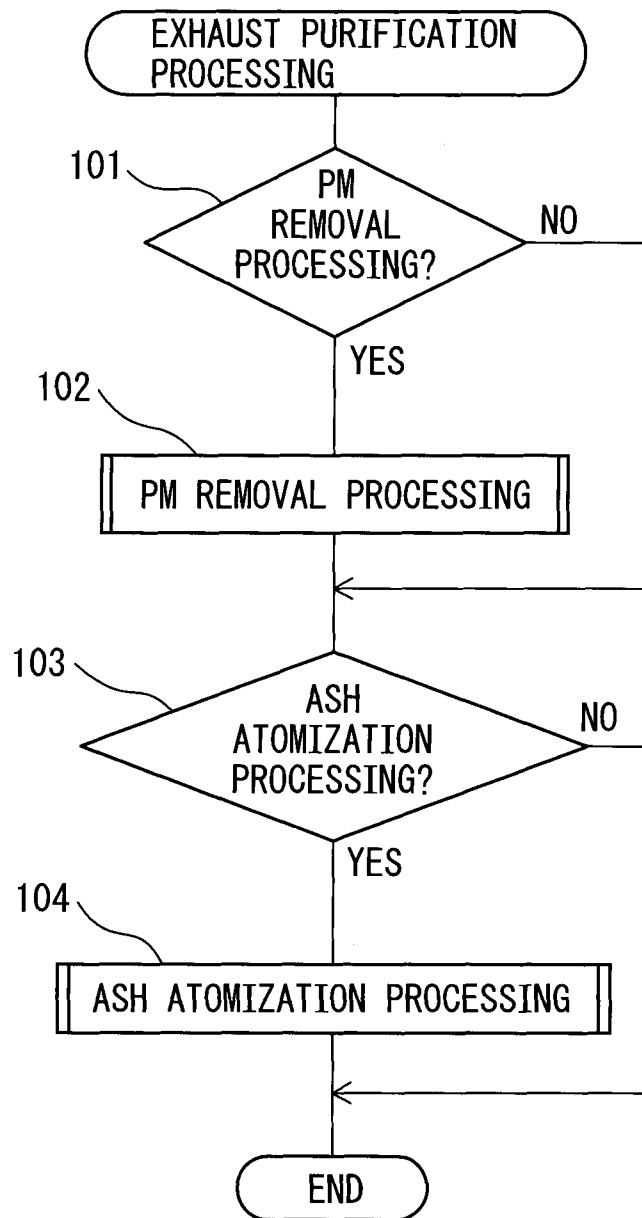 EXHAUST PURIFICATION
PROCESSING
101
PM
REMOVAL
PROCESSING?
NO
YES
102
PM REMOVAL PROCESSING
103
ASH
ATOMIZATION
PROCESSING?
NO
YES
104
ASH ATOMIZATION PROCESSING
END